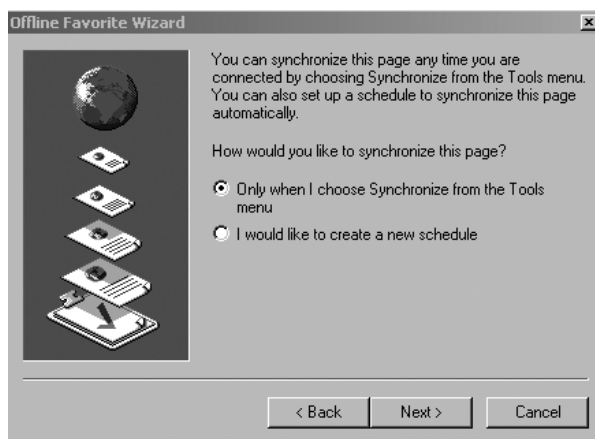 Offline Favorite Wizard
You can synchronize this page any time you are
connected by choosing Synchronize from the Tools menu.
You can also set up a schedule to synchronize this page
automatically.
How would you like to synchronize this page?
Only when I choose Synchronize from the Tools
menu
I would like to create a new schedule
< Back Next > Cancel